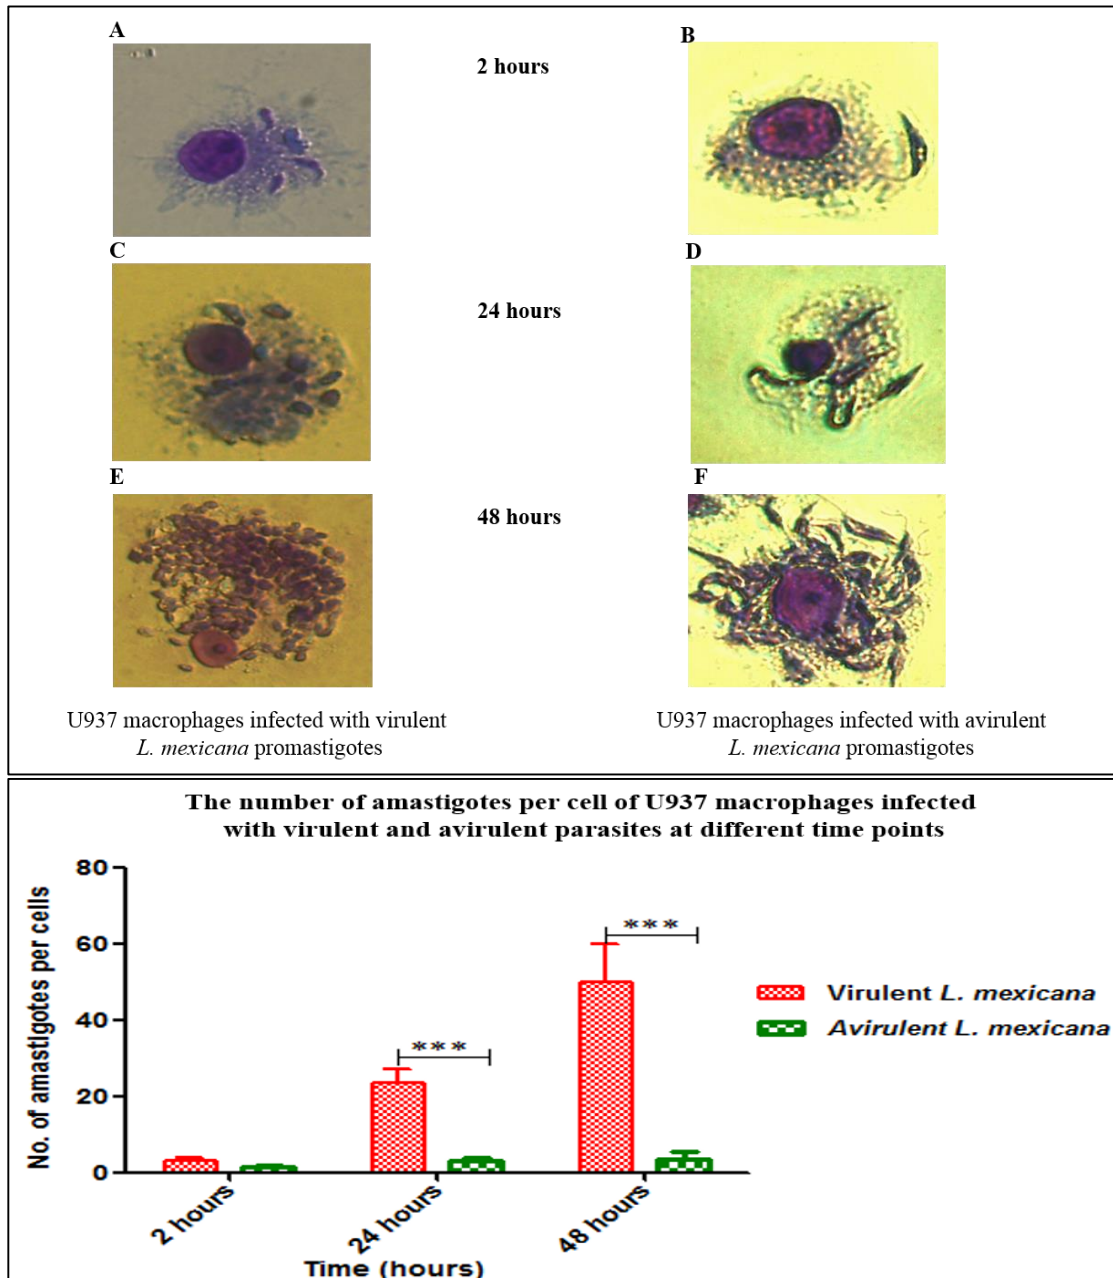 A
2 hours
B
C
24 hours
D
E
48 hours
F
U937 macrophages infected with virulent
L. mexicana promastigotes
U937 macrophages infected with avirulent
L. mexicana promastigotes
The number of amastigotes per cell of U937 macrophages infected
with virulent and avirulent parasites at different time points
No. of amastigotes per cells
80
60
40
20
0
***
***
Virulent L. mexicana
Avirulent L. mexicana
2 hours
24 hours
48 hours
Time (hours)